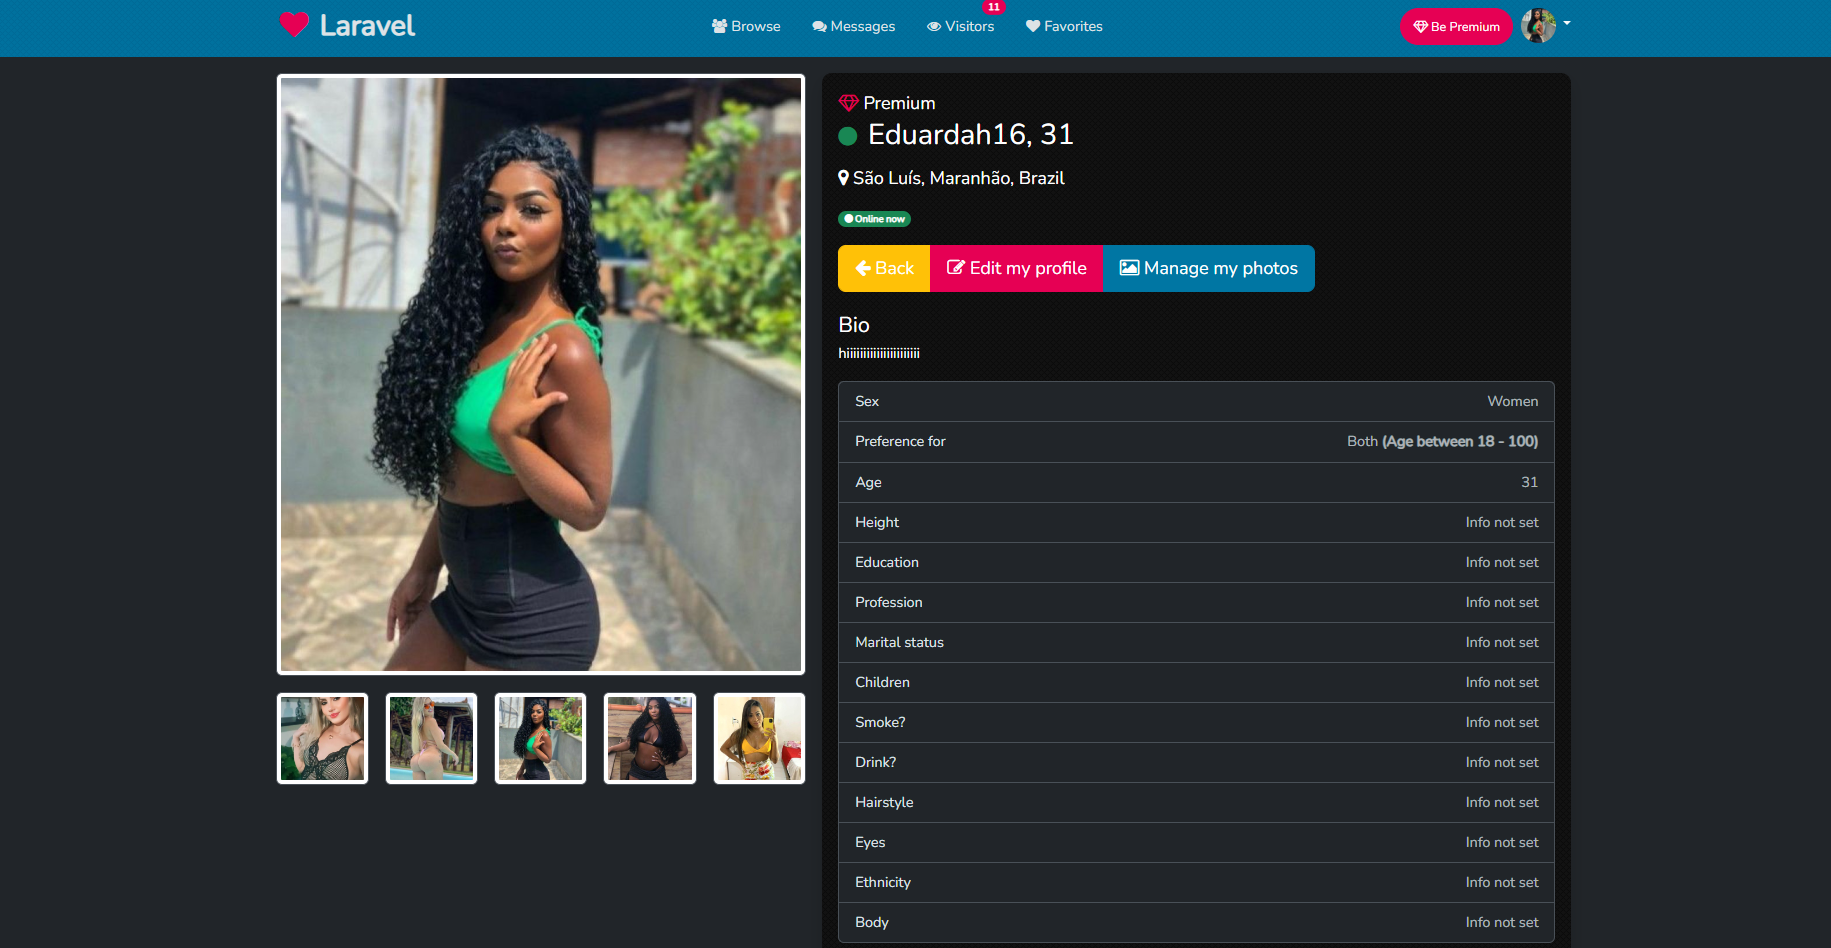 Laravel
Browse
Messages
Visitors
11
Favorites
Be Premium
Premium
Eduardah16, 31
São Luís, Maranhão, Brazil
Online now
Back
Edit my profile
Manage my photos
Bio
hiiiiiiiiiiiiiiiiiiiiii
Sex Women
Preference for Both (Age between 18 - 100)
Age 31
Height Info not set
Education Info not set
Profession Info not set
Marital status Info not set
Children Info not set
Smoke? Info not set
Drink? Info not set
Hairstyle Info not set
Eyes Info not set
Ethnicity Info not set
Body Info not set